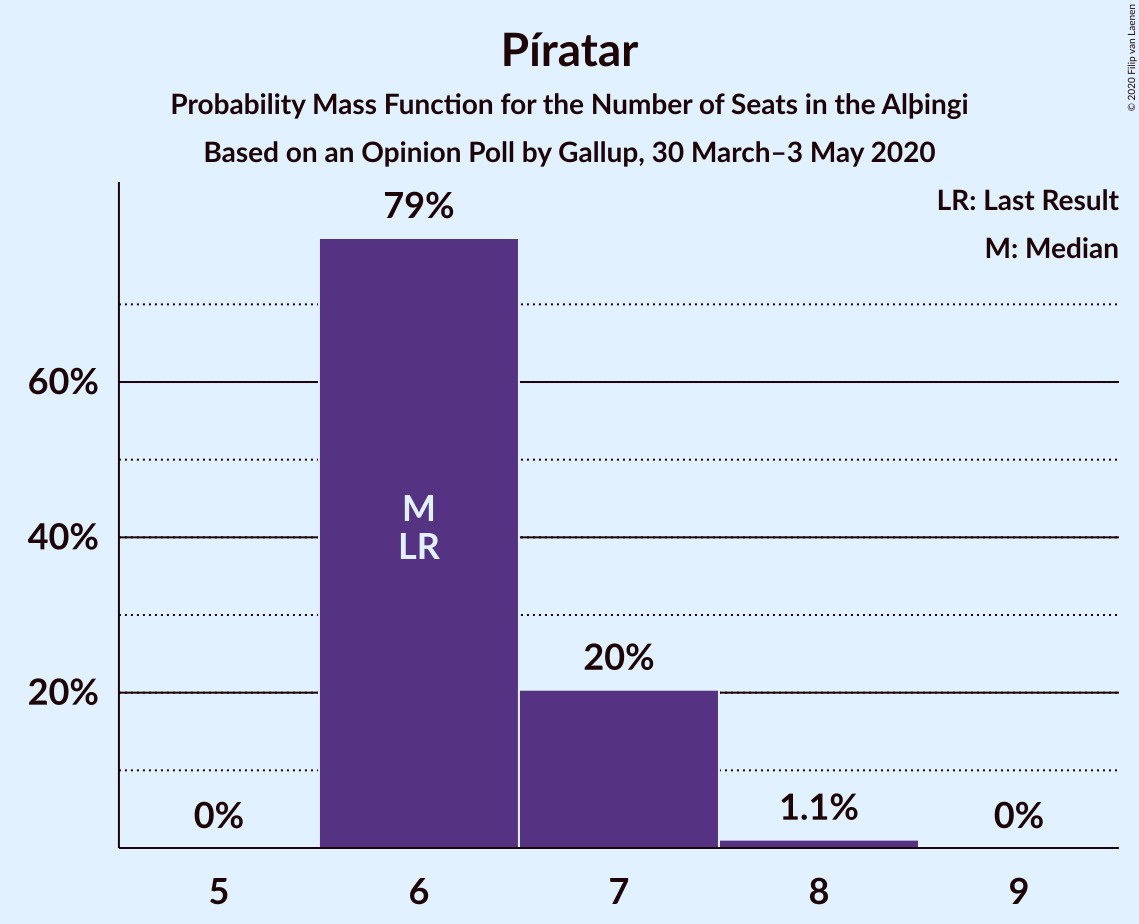 Píratar
Probability Mass Function for the Number of Seats in the Alþingi
Based on an Opinion Poll by Gallup, 30 March–3 May 2020
© 2020 Filip van Laenen
LR: Last Result
M: Median
79%
60%
M
40%
LR
20%
20%
0%
1.1%
0%
5
6
7
8
9